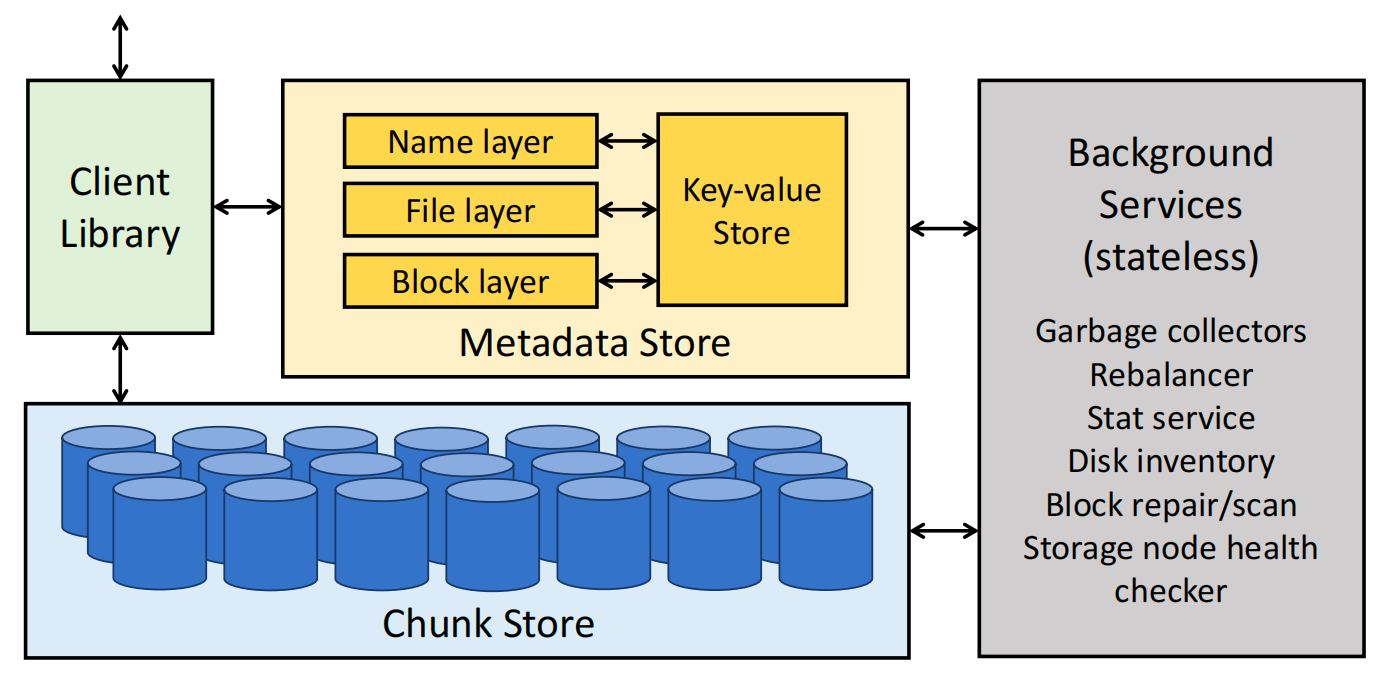 Client
Library
Name layer
File layer
Block layer
Key-value
Store
Metadata Store
Chunk Store
Background
Services
(stateless)
Garbage collectors
Rebalancer
Stat service
Disk inventory
Block repair/scan
Storage node health
checker